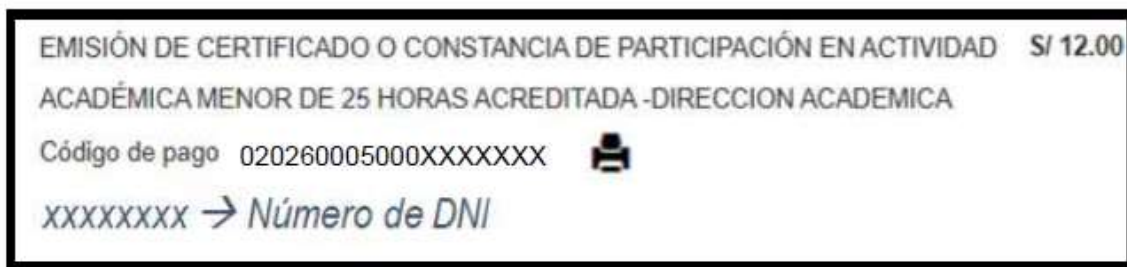 EMISIÓN DE CERTIFICADO O CONSTANCIA DE PARTICIPACIÓN EN ACTIVIDAD S/ 12.00
ACADÉMICA MENOR DE 25 HORAS ACREDITADA -DIRECCION ACADEMICA
Código de pago 020260005000XXXXXXX
xxxxxxxx → Número de DNI